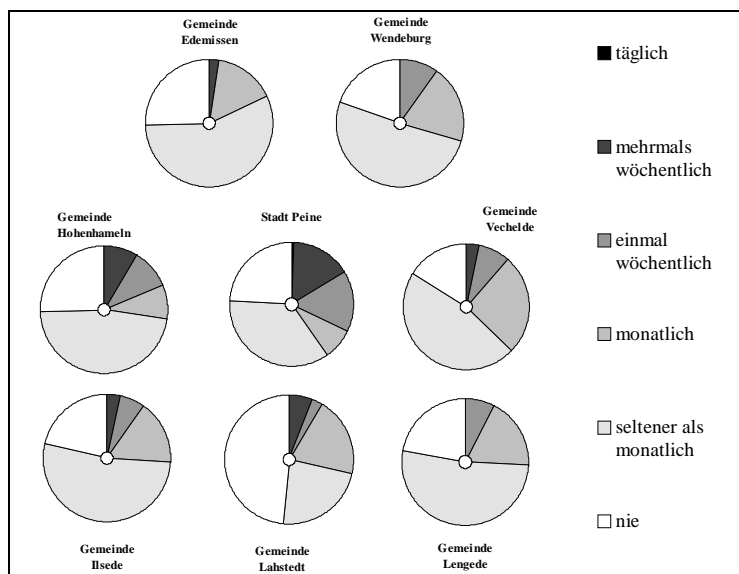 Gemeinde
Edemissen
Gemeinde
Wendeburg
Gemeinde
Hohenhameln
Stadt Peine
Gemeinde
Vechelde
Gemeinde
Ilsede
Gemeinde
Lahstedt
Gemeinde
Lengede
täglich
mehrmals
wöchentlich
einmal
wöchentlich
monatlich
seltener als
monatlich
nie